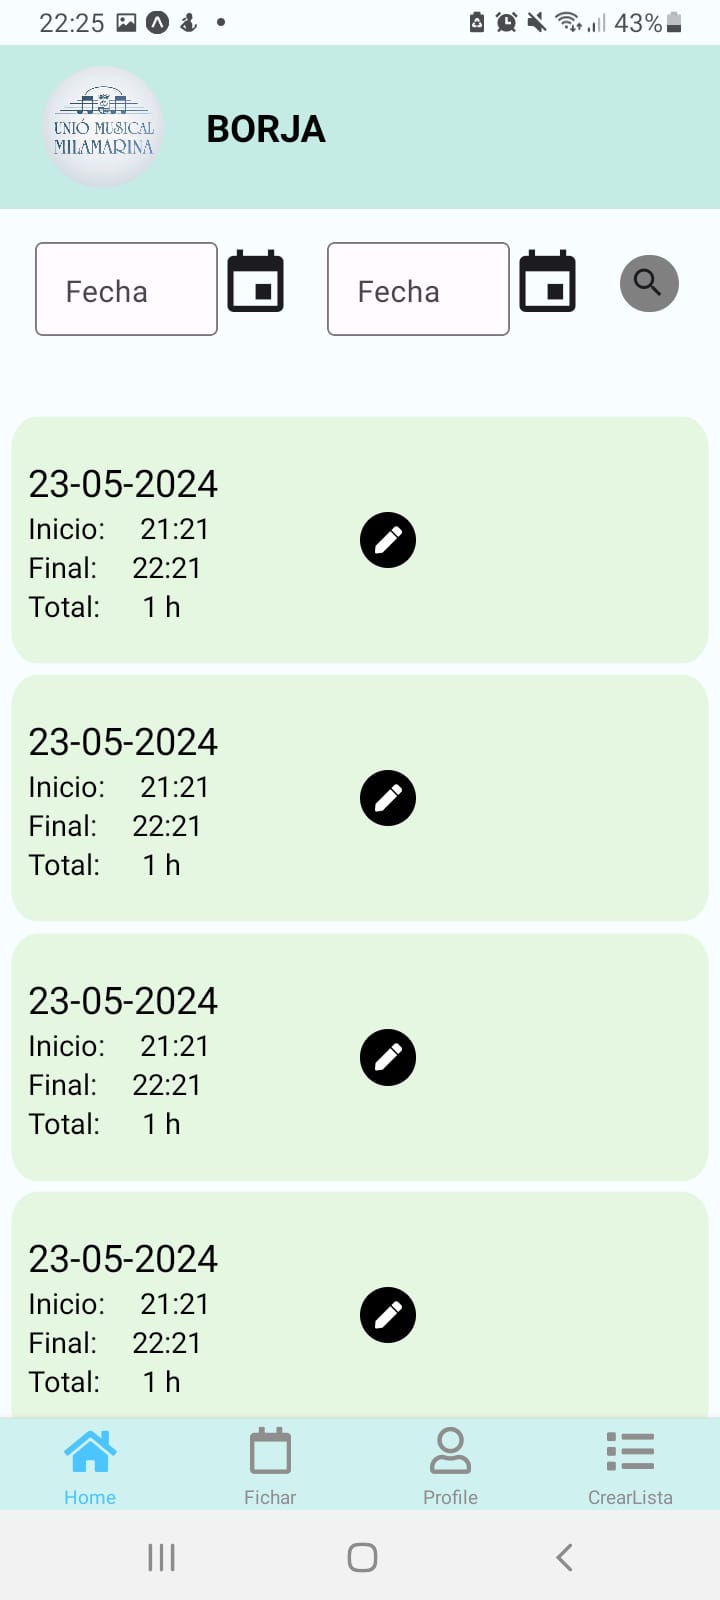 22:25
43%
UNIÓ MUSICAL
MILAMARINA
BORJA
Fecha
Fecha
23-05-2024
Inicio: 21:21
Final: 22:21
Total: 1 h
23-05-2024
Inicio: 21:21
Final: 22:21
Total: 1 h
23-05-2024
Inicio: 21:21
Final: 22:21
Total: 1 h
23-05-2024
Inicio: 21:21
Final: 22:21
Total: 1 h
Home
Fichar
Profile
CrearLista